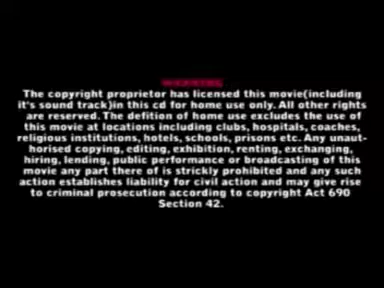 WARNING
The copyright proprietor has licensed this movie(including
it's sound track)in this cd for home use only. All other rights
are reserved. The defition of home use excludes the use of
this movie at locations including clubs, hospitals, coaches,
religious institutions, hotels, schools, prisons etc. Any unaut-
horised copying, editing, exhibition, renting, exchanging,
hiring, lending, public performance or broadcasting of this
movie any part there of is strickly prohibited and any such
action establishes liability for civil action and may give rise
to criminal prosecution according to copyright Act 690
Section 42.